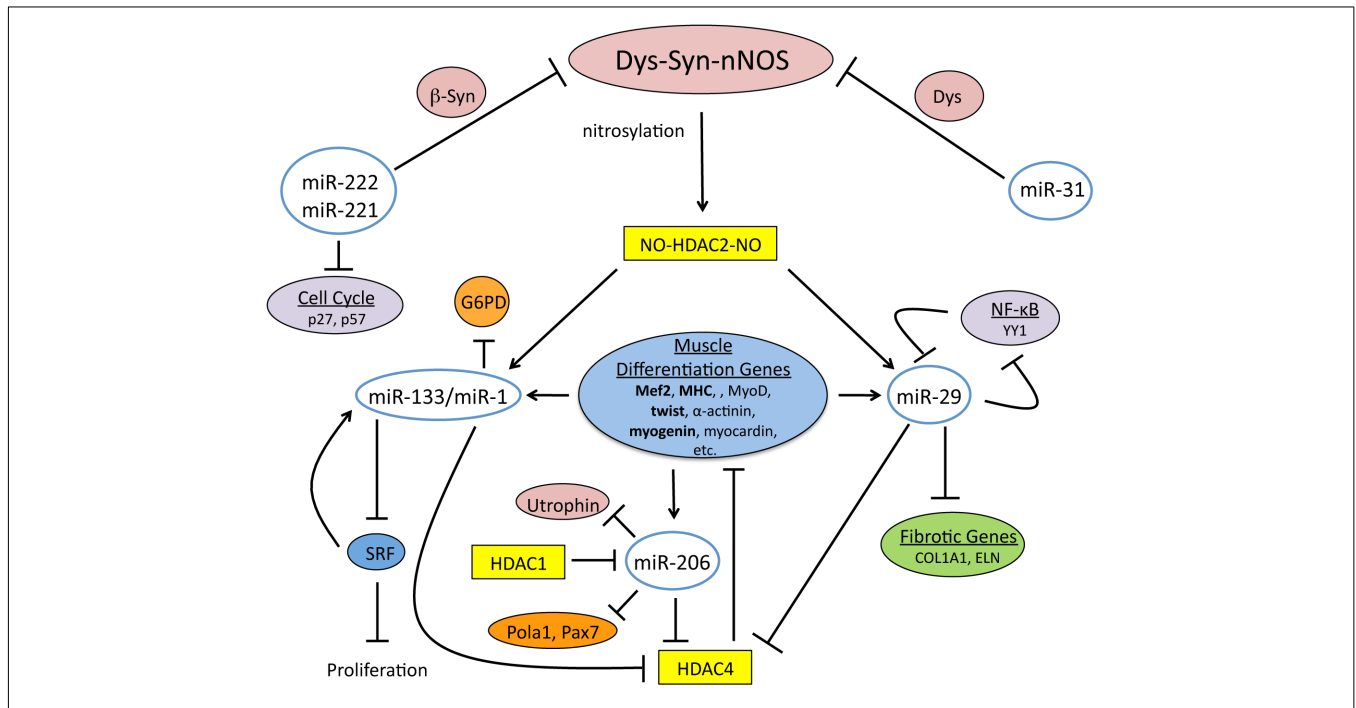 Dys-Syn-nNOS
β-Syn
Dys
nitrosylation
miR-222
miR-221
miR-31
NO-HDAC2-NO
Cell Cycle
p27, p57
G6PD
NF-κB
YY1
Muscle
Differentiation Genes
Mef2, MHC, , MyoD,
twist, α-actinin,
myogenin, myocardin,
etc.
miR-133/miR-1
miR-29
Utrophin
SRF
HDAC1
miR-206
Fibrotic Genes
COL1A1, ELN
Pola1, Pax7
Proliferation
HDAC4